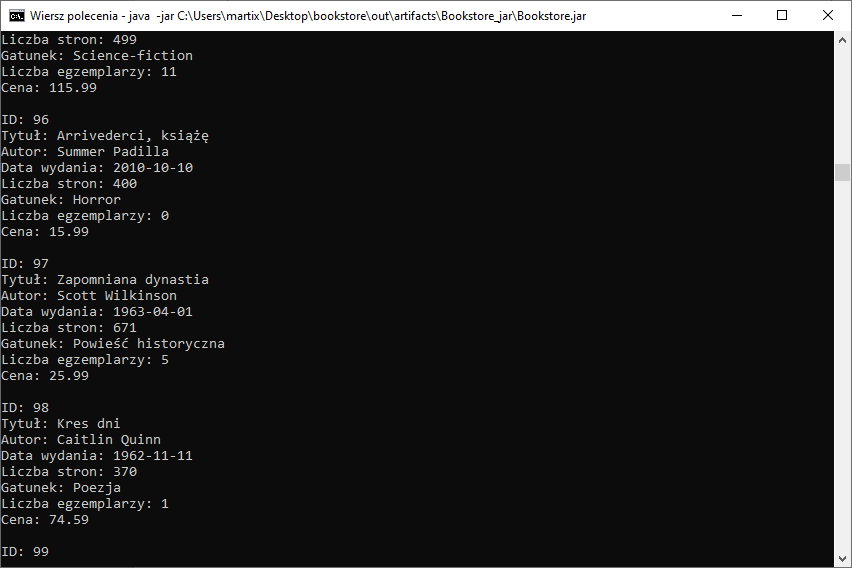 Wiersz polecenia - java -jar C:\Users\martix\Desktop\bookstore\out\artifacts\Bookstore_jar\Bookstore.jar
Liczba stron: 499
Gatunek: Science-fiction
Liczba egzemplarzy: 11
Cena: 115.99

ID: 96
Tytuł: Arrivederci, książę
Autor: Summer Padilla
Data wydania: 2010-10-10
Liczba stron: 400
Gatunek: Horror
Liczba egzemplarzy: 0
Cena: 15.99

ID: 97
Tytuł: Zapomniana dynastia
Autor: Scott Wilkinson
Data wydania: 1963-04-01
Liczba stron: 671
Gatunek: Powieść historyczna
Liczba egzemplarzy: 5
Cena: 25.99

ID: 98
Tytuł: Kres dni
Autor: Caitlin Quinn
Data wydania: 1962-11-11
Liczba stron: 370
Gatunek: Poezja
Liczba egzemplarzy: 1
Cena: 74.59

ID: 99